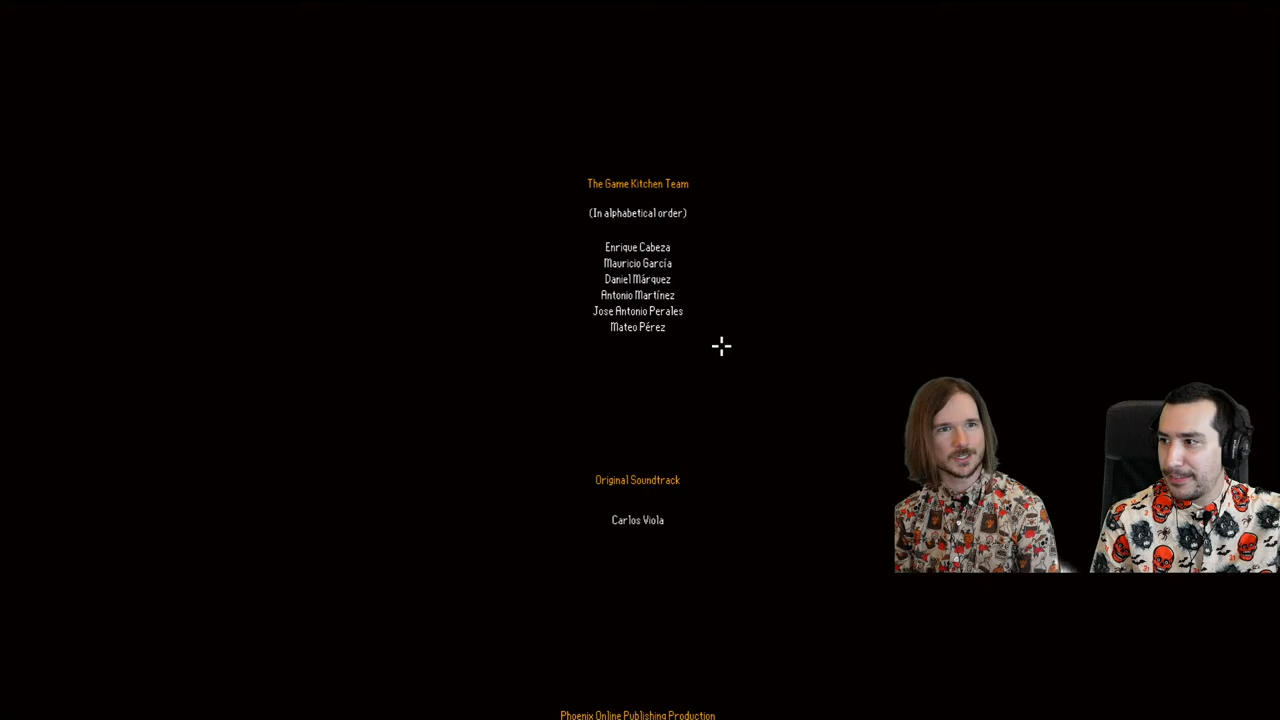 The Game Kitchen Team
(In alphabetical order)
Enrique Cabeza
Mauricio García
Daniel Márquez
Antonio Martínez
Jose Antonio Perales
Mateo Pérez
Original Soundtrack
Carlos Viola
Phoenix Online Publishing Production